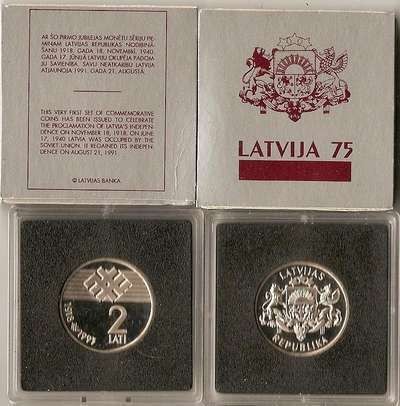 AR ŠO PIRMO JUBILEJAS MONĒTU SĒRIJU PIE-
MINAM LATVIJAS REPUBLIKAS NODIBINĀ-
ŠANU 1918. GADA 18. NOVEMBRĪ. 1940.
GADA 17. JŪNIJĀ LATVIJU OKUPĒJA PADOM-
JU SAVIENĪBA. SAVU NEATKARĪBU LATVIJA
ATJAUNOJA 1991. GADA 21. AUGUSTĀ.
THIS VERY FIRST SET OF COMMEMORATIVE
COINS HAS BEEN ISSUED TO CELEBRATE
THE PROCLAMATION OF LATVIA'S INDEPEN-
DENCE ON NOVEMBER 18, 1918. ON JUNE
17, 1940 LATVIA WAS OCCUPIED BY THE
SOVIET UNION. IT REGAINED ITS INDEPEN-
DENCE ON AUGUST 21, 1991.
© LATVIJAS BANKA
LATVIJA 75
1918 1993
2
LATI
LATVIJAS
REPUBLIKA